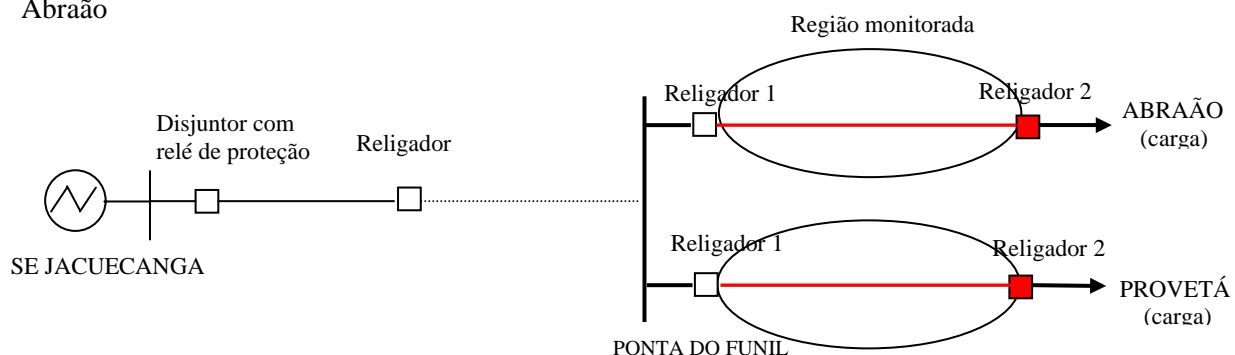 Abraão
Região monitorada
Religador 1
Religador 2
ABRAÃO
(carga)
Disjuntor com
relé de proteção
Religador
SE JACUECANGA
Religador 1
Religador 2
PROVETÁ
(carga)
PONTA DO FUNIL